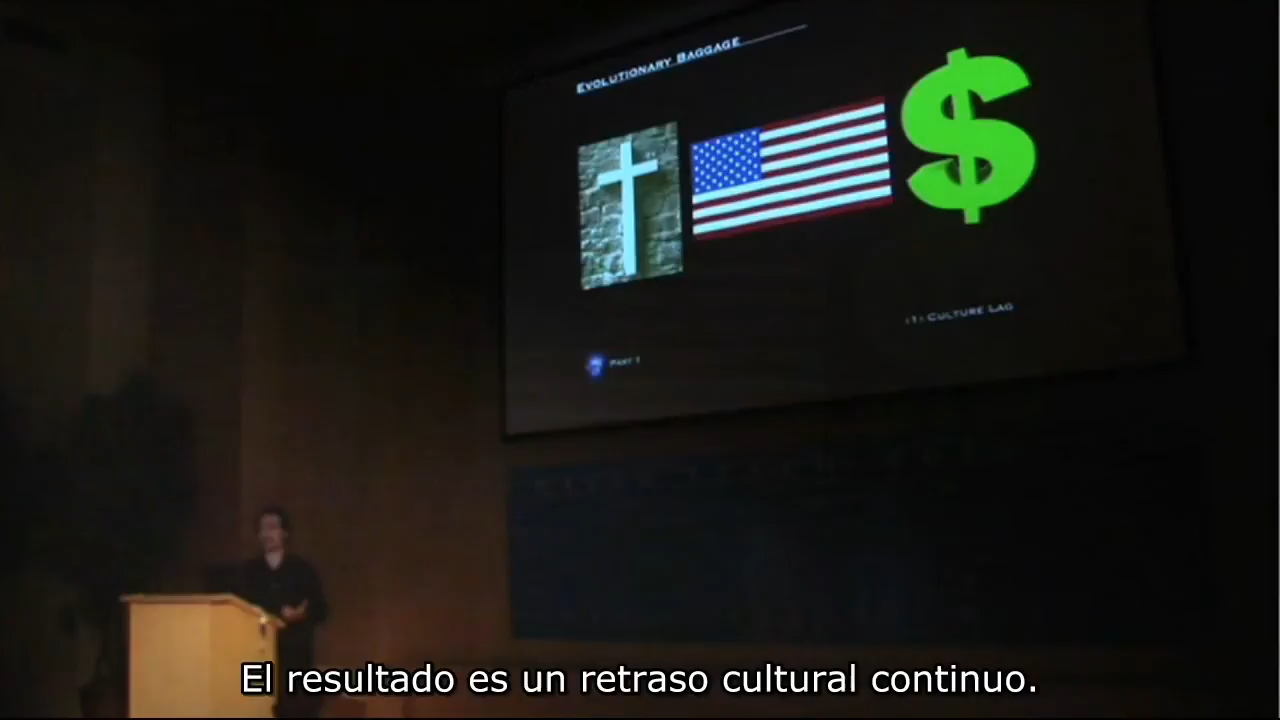 EVOLUTIONARY BAGGAGE
$
PART 1
(1) CULTURE LAG
El resultado es un retraso cultural continuo.